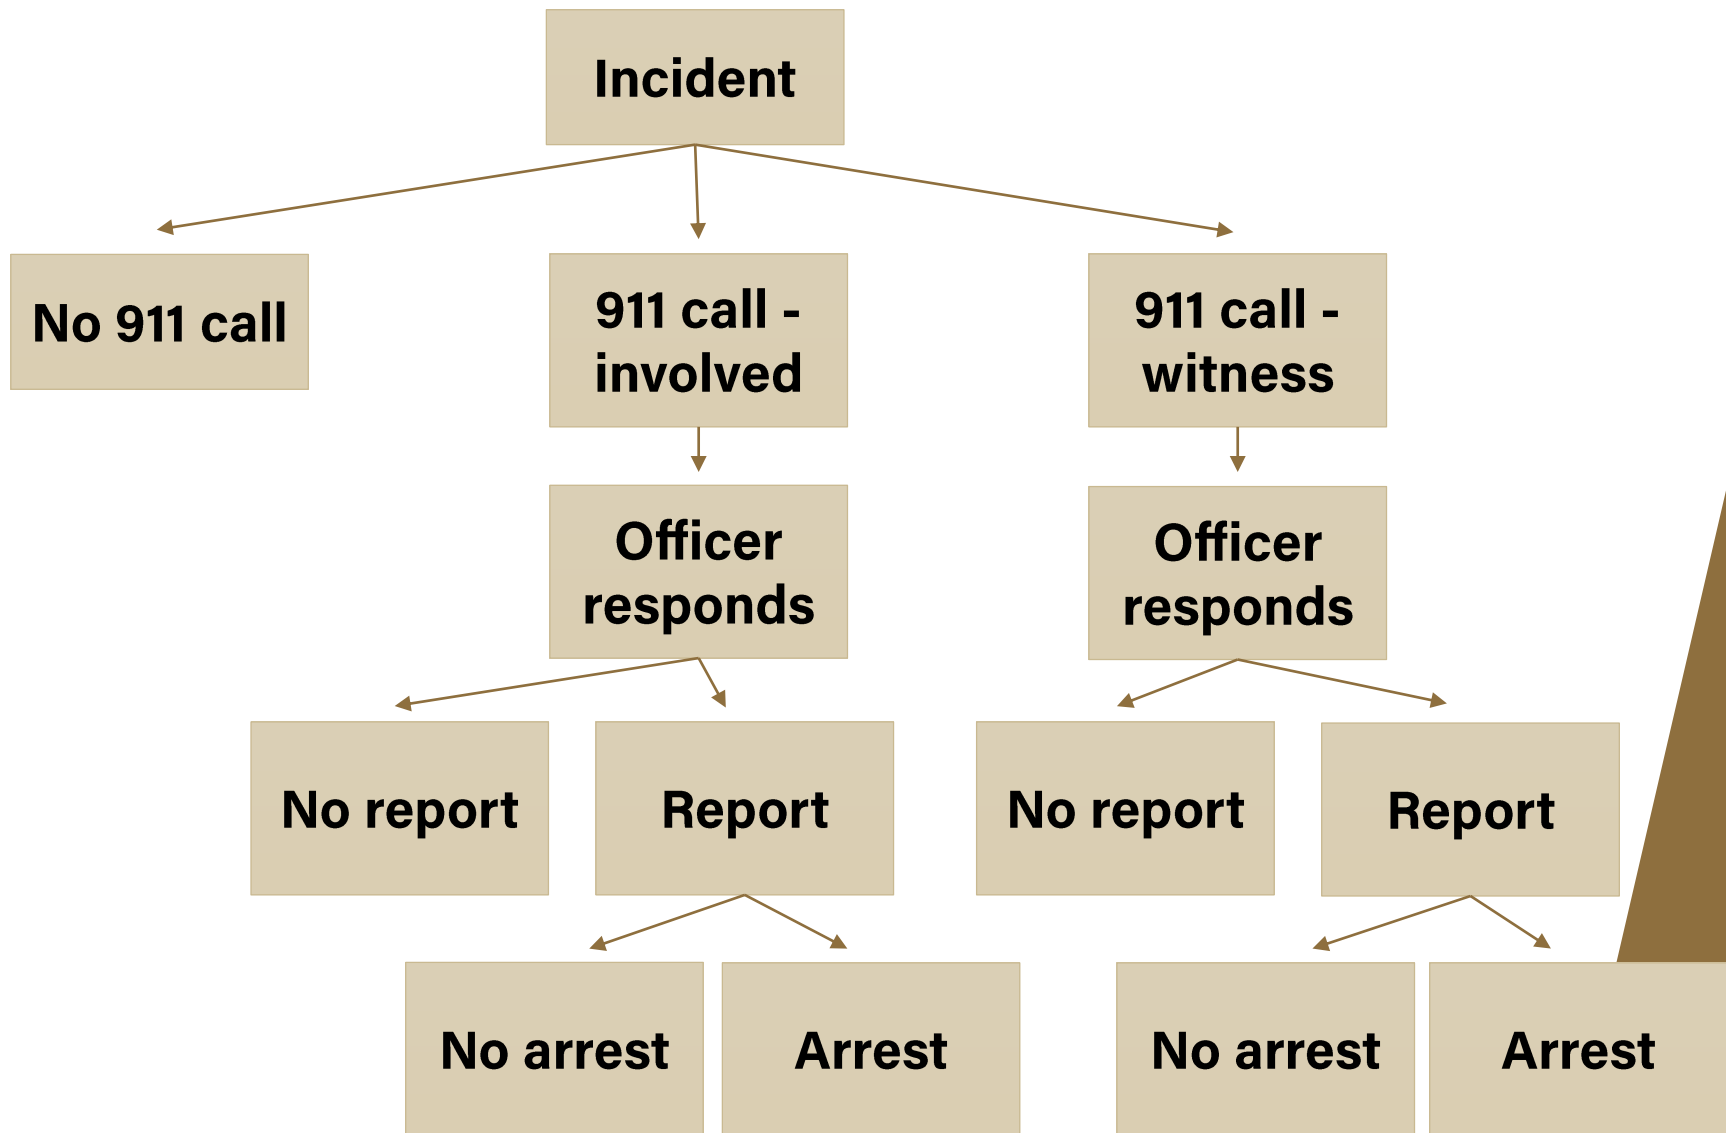 Incident
No 911 call
911 call -
involved
911 call -
witness
Officer
responds
Officer
responds
No report
Report
No report
Report
No arrest
Arrest
No arrest
Arrest